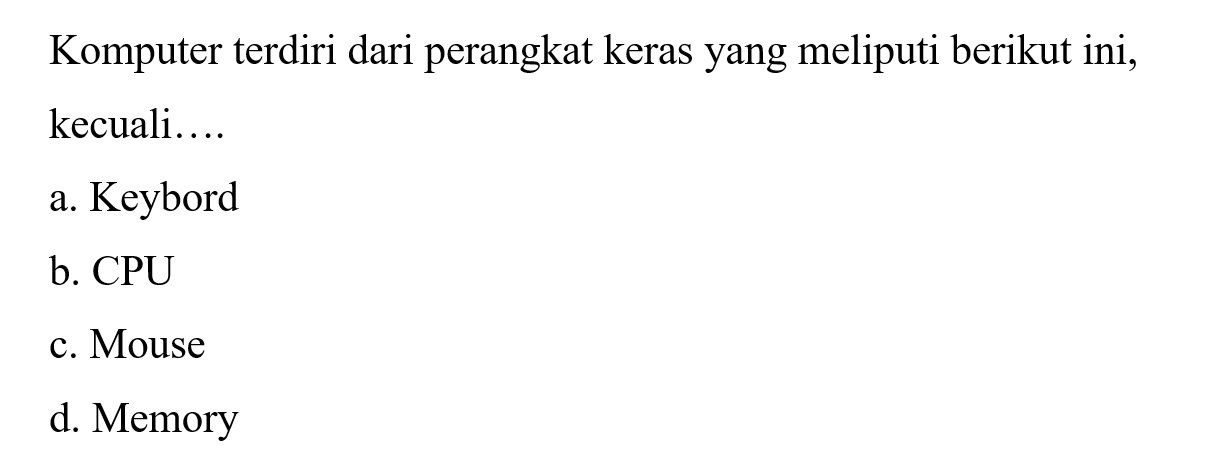 Komputer terdiri dari perangkat keras yang meliputi berikut ini,
kecuali….
a. Keybord
b. CPU
c. Mouse
d. Memory